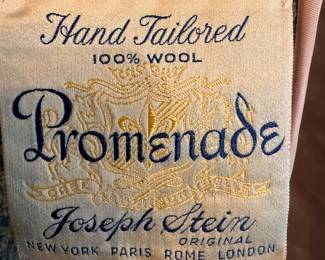 Hand Tailored
100% WOOL
Promenade
Joseph Stein
ORIGINAL
NEW YORK PARIS ROME LONDON